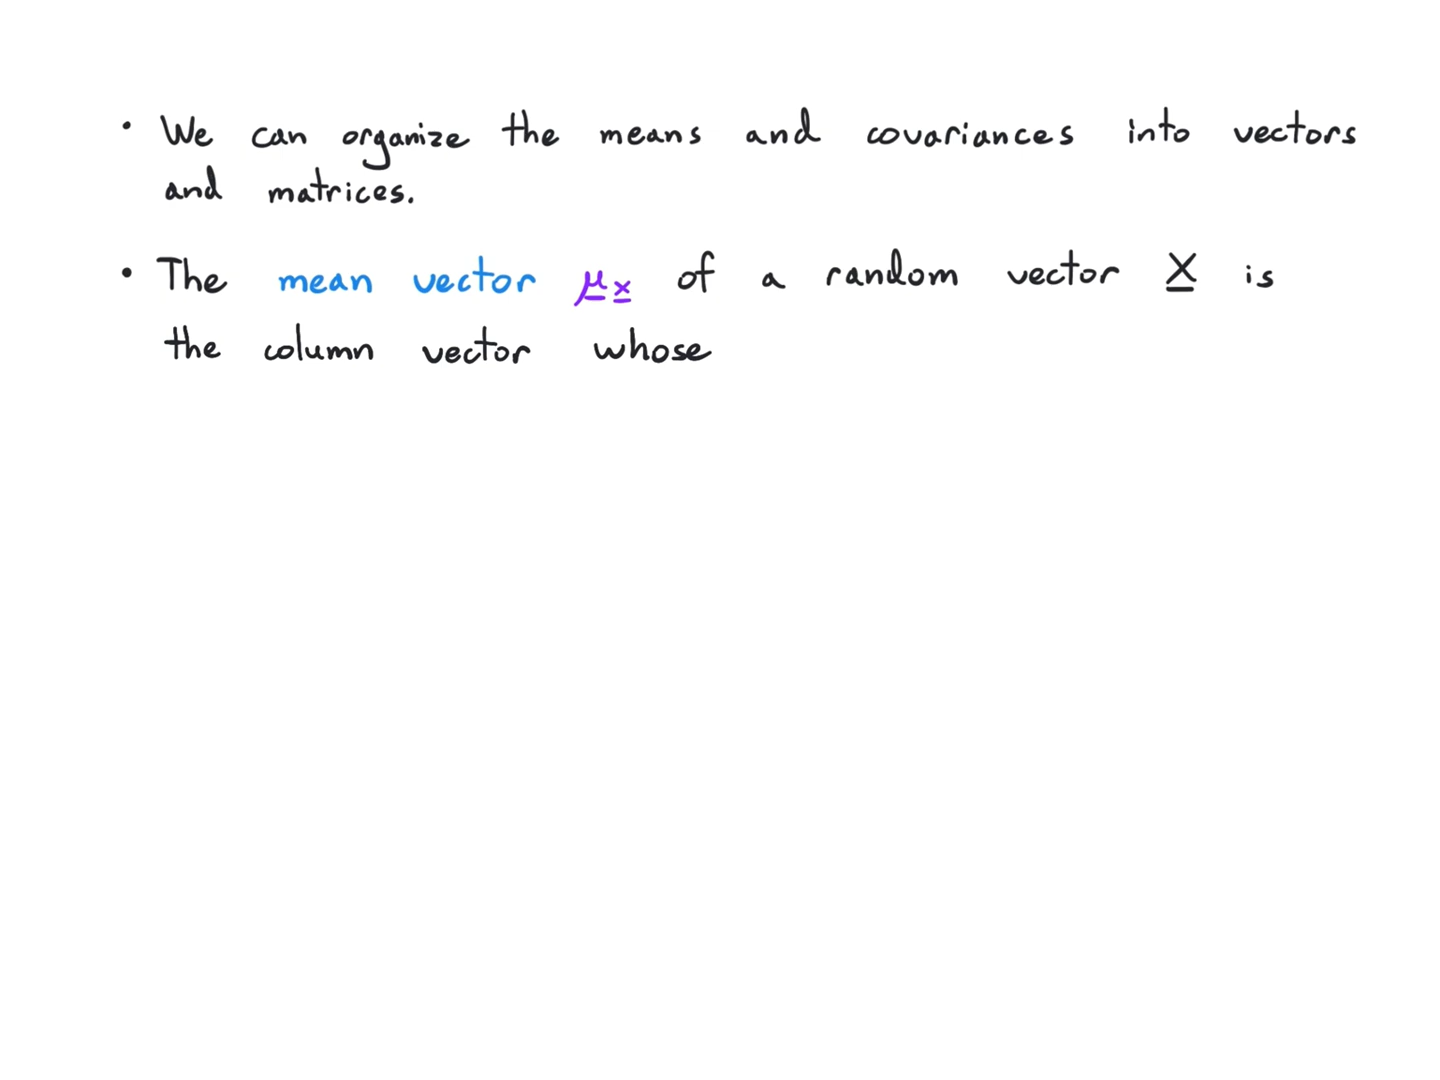 • We can organize the means and covariances into vectors
and matrices.
• The mean vector μ̲_x̲ of a random vector X̲ is
the column vector whose